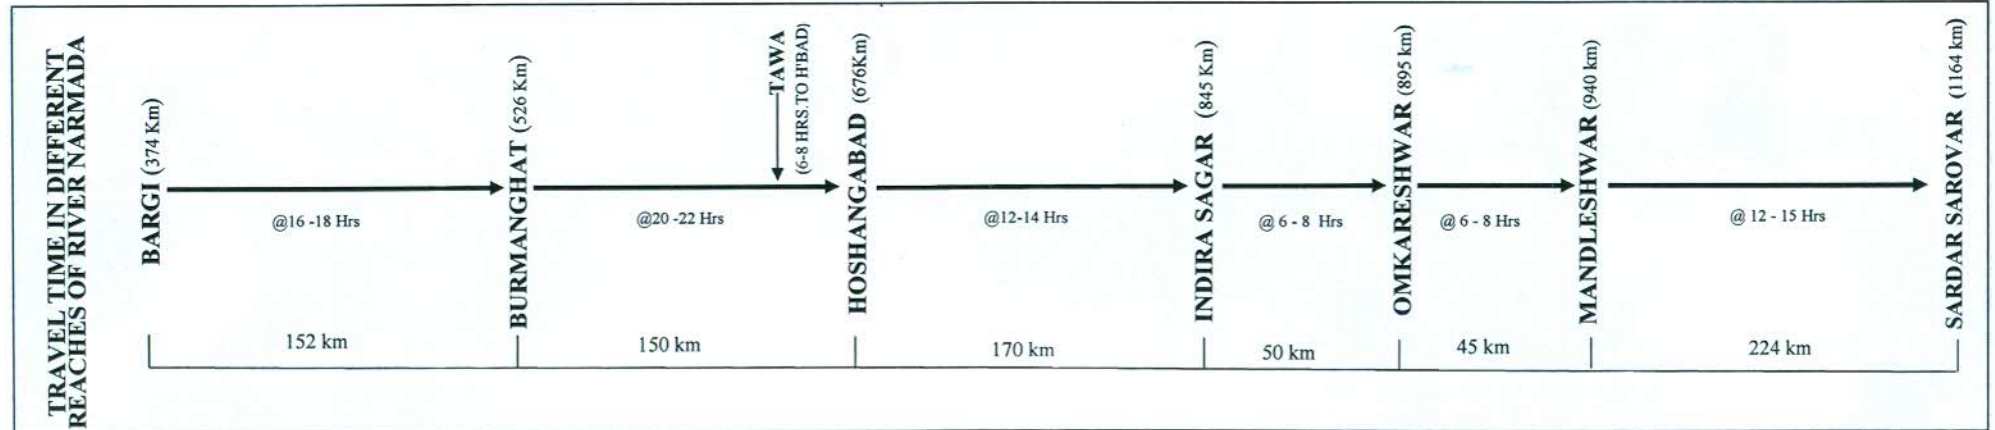 TRAVEL TIME IN DIFFERENT
REACHES OF RIVER NARMADA
BARGI (374 Km)
@16 -18 Hrs
152 km
BURMANGHAT (526 Km)
@20 -22 Hrs
150 km
TAWA
(6-8 HRS.TO H'BAD)
HOSHANGABAD (676Km)
@12-14 Hrs
170 km
INDIRA SAGAR (845 Km)
@ 6 - 8 Hrs
50 km
OMKARESHWAR (895 km)
@ 6 - 8 Hrs
45 km
MANDLESHWAR (940 km)
@ 12 - 15 Hrs
224 km
SARDAR SAROVAR (1164 km)